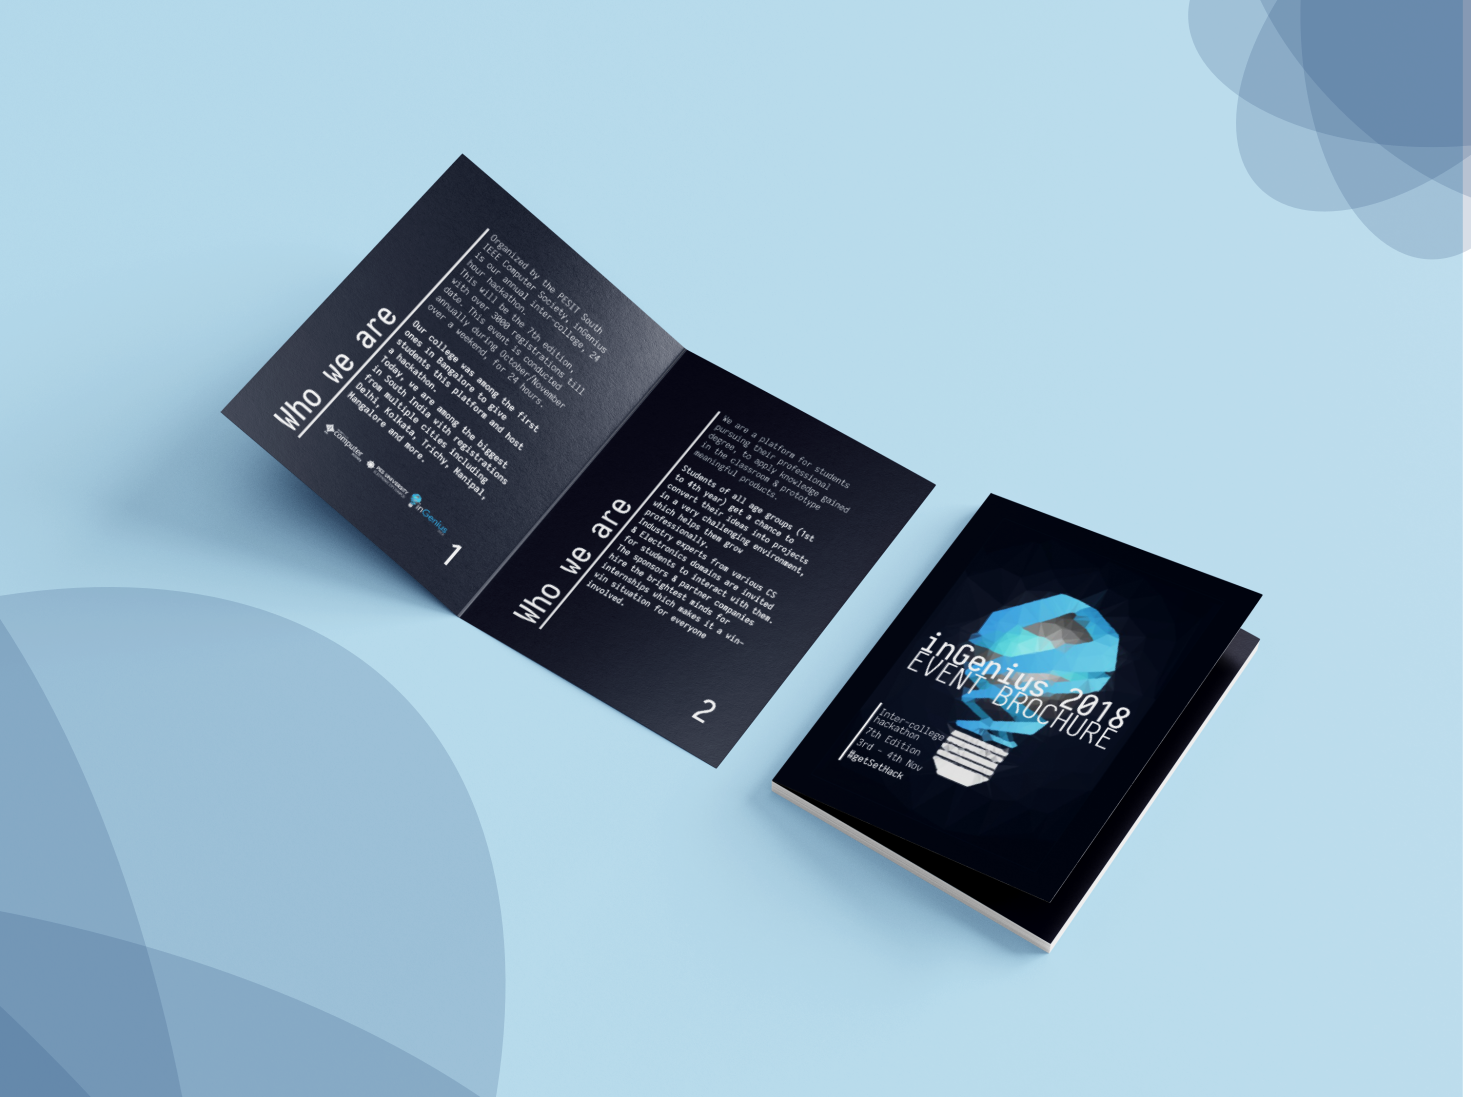 Who we are
Organized by the PESIT South
IEEE Computer Society, inGenius
is our annual inter-college, 24
hour hackathon.
This will be the 7th edition,
with over 3000 registrations till
date. This event is conducted
annually during October/November
over a weekend, for 24 hours.
Our college was among the first
ones in Bangalore to give
students this platform and host
a hackathon.
Today, we are among the biggest
in South India with registrations
from multiple cities including
Delhi, Kolkata, Trichy, Manipal,
Mangalore and more.
computer
PES UNIVERSITY
inGenius
1
Who we are
We are a platform for students
pursuing their professional
degree, to apply knowledge gained
in the classroom & prototype
meaningful products.
Students of all age groups (1st
to 4th year) get a chance to
convert their ideas into projects
in a very challenging environment,
which helps them grow
professionally.
Industry experts from various CS
& Electronics domains are invited
for students to interact with them.
The sponsors & partner companies
hire the brightest minds for
internships which makes it a win-
win situation for everyone
involved.
2
inGenius 2018
EVENT BROCHURE
Inter-college
hackathon
7th Edition
3rd - 4th Nov
#getSetHack